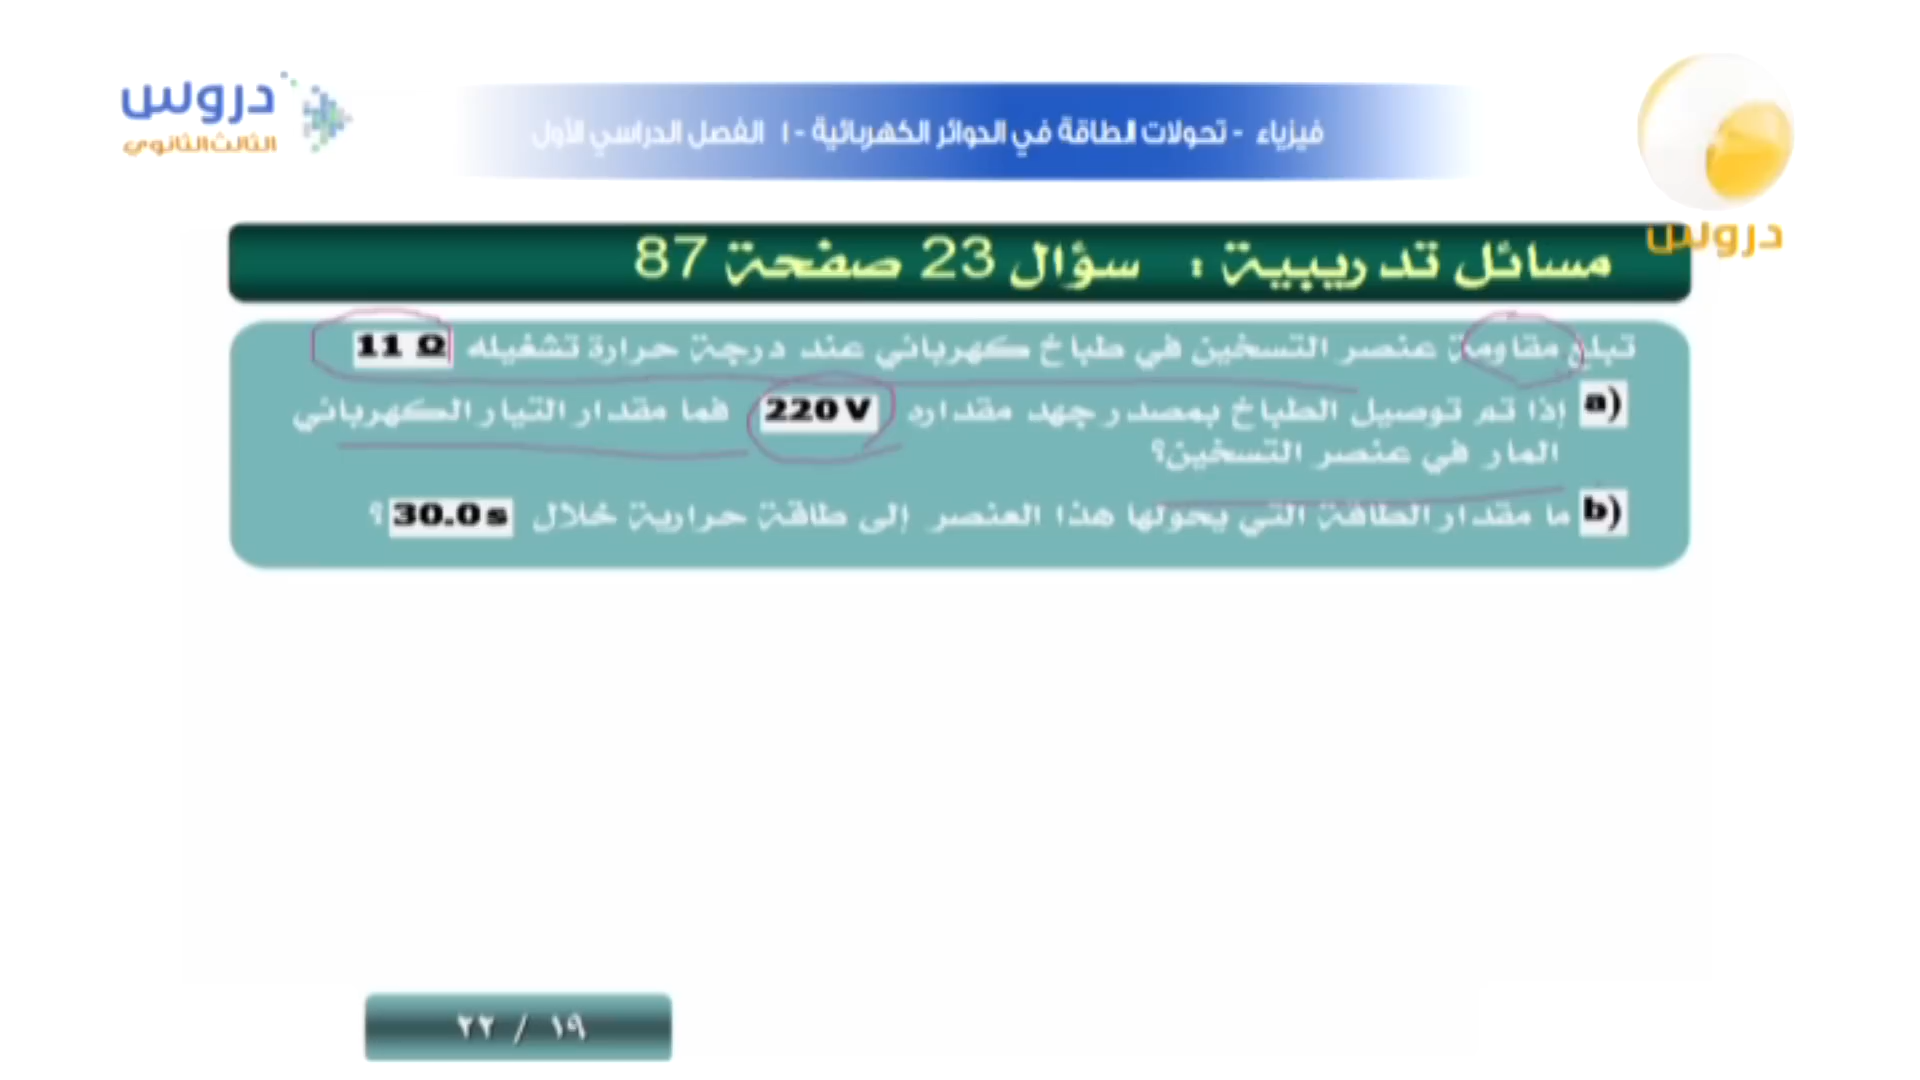 دروس
الثالث الثانوي
فيزياء - تحولات الطاقة في الدوائر الكهربائية - ١ الفصل الدراسي الأول
دروس
مسائل تدريبية : سؤال 23 صفحة 87
تبلغ مقاومة عنصر التسخين في طباخ كهربائي عند درجة حرارة تشغيله 11 Ω
a) إذا تم توصيل الطباخ بمصدر جهد مقداره 220 V فما مقدار التيار الكهربائي
المار في عنصر التسخين؟
b) ما مقدار الطاقة التي يحولها هذا العنصر إلى طاقة حرارية خلال 30.0 s ؟
١٩ / ٢٢